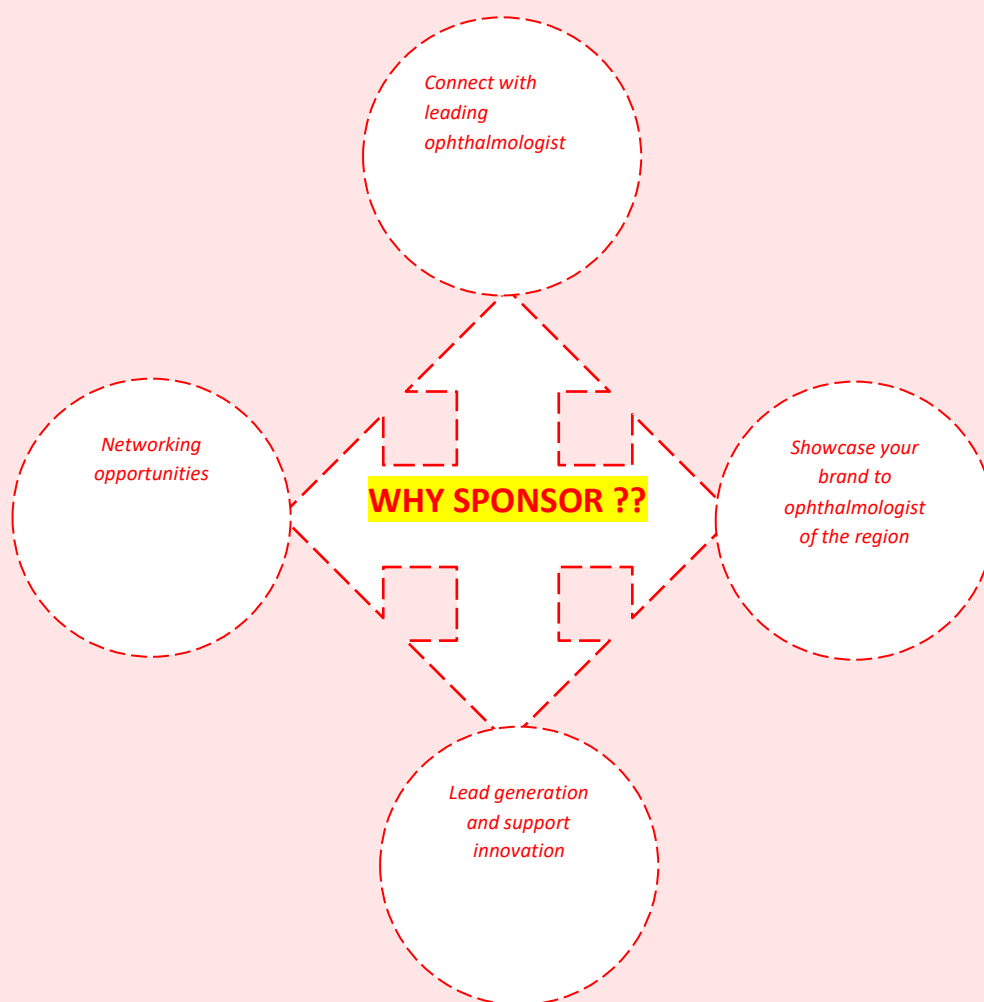 Connect with
leading
ophthalmologist
Networking
opportunities
WHY SPONSOR ??
Showcase your
brand to
ophthalmologist
of the region
Lead generation
and support
innovation